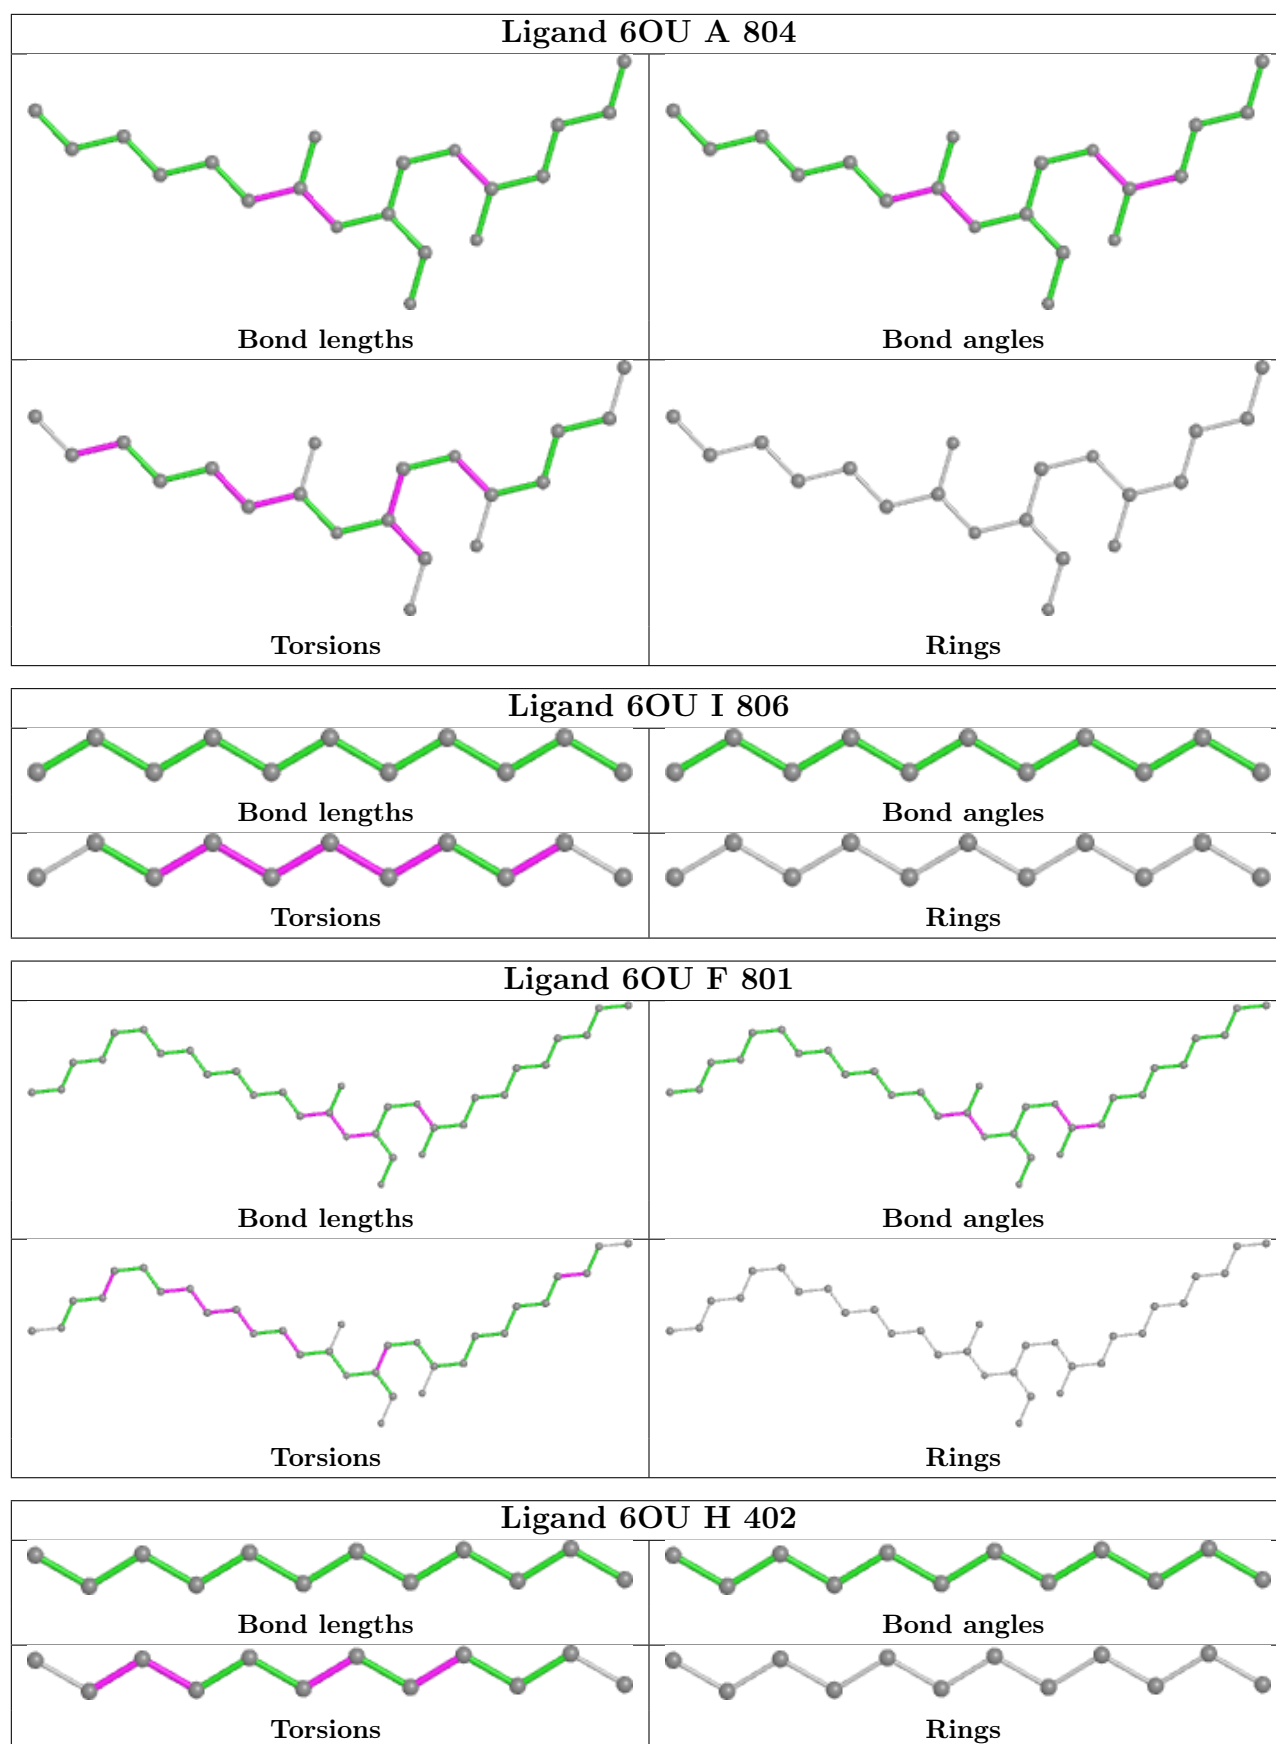 Ligand 6OU A 804
Bond lengths
Bond angles
Torsions
Rings
Ligand 6OU I 806
Bond lengths
Bond angles
Torsions
Rings
Ligand 6OU F 801
Bond lengths
Bond angles
Torsions
Rings
Ligand 6OU H 402
Bond lengths
Bond angles
Torsions
Rings